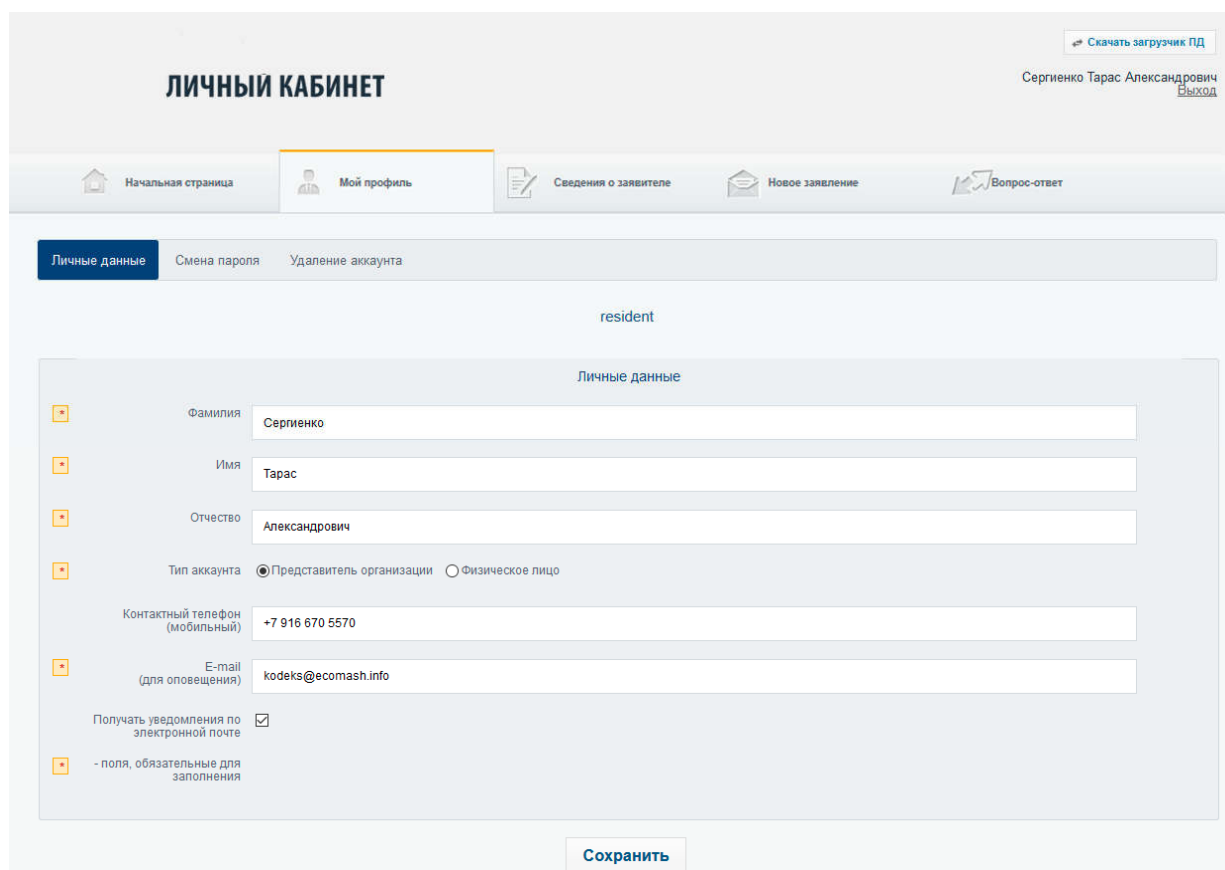 Скачать загрузчик ПД
ЛИЧНЫЙ КАБИНЕТ
Сергиенко Тарас Александрович
Выход
Начальная страница
Мой профиль
Сведения о заявителе
Новое заявление
Вопрос-ответ
Личные данные
Смена пароля
Удаление аккаунта
resident
Личные данные
* Фамилия Сергиенко
* Имя Тарас
* Отчество Александрович
* Тип аккаунта Представитель организации Физическое лицо
Контактный телефон
(мобильный) +7 916 670 5570
* E-mail
(для оповещения) kodeks@ecomash.info
Получать уведомления по
электронной почте
* - поля, обязательные для
заполнения
Сохранить